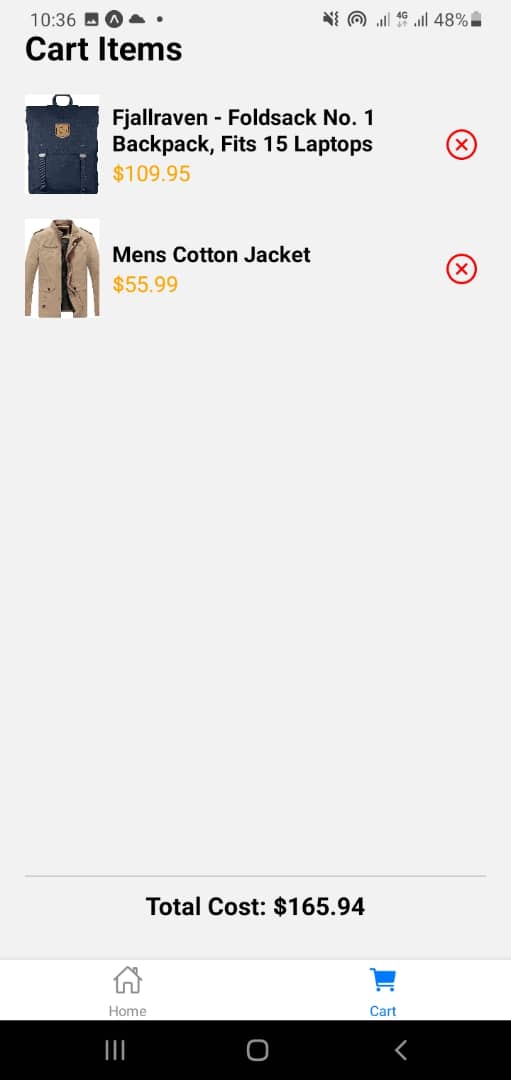 10:36 4G 48%
Cart Items
Fjallraven - Foldsack No. 1
Backpack, Fits 15 Laptops
$109.95
Mens Cotton Jacket
$55.99
Total Cost: $165.94
Home Cart